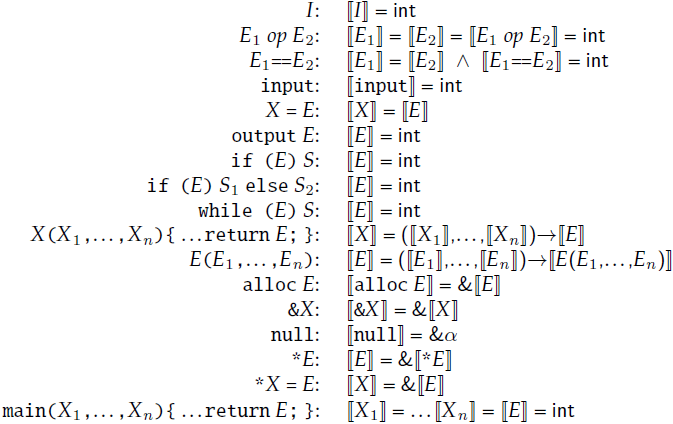 I: ⟦I⟧ = int
E₁ op E₂: ⟦E₁⟧ = ⟦E₂⟧ = ⟦E₁ op E₂⟧ = int
E₁==E₂: ⟦E₁⟧ = ⟦E₂⟧ ∧ ⟦E₁==E₂⟧ = int
input: ⟦input⟧ = int
X = E: ⟦X⟧ = ⟦E⟧
output E: ⟦E⟧ = int
if (E) S: ⟦E⟧ = int
if (E) S₁ else S₂: ⟦E⟧ = int
while (E) S: ⟦E⟧ = int
X(X₁,...,Xₙ){ ...return E; }: ⟦X⟧ = (⟦X₁⟧,...,⟦Xₙ⟧)→⟦E⟧
E(E₁,...,Eₙ): ⟦E⟧ = (⟦E₁⟧,...,⟦Eₙ⟧)→⟦E(E₁,...,Eₙ)⟧
alloc E: ⟦alloc E⟧ = &⟦E⟧
&X: ⟦&X⟧ = &⟦X⟧
null: ⟦null⟧ = &α
*E: ⟦E⟧ = &⟦*E⟧
*X = E: ⟦X⟧ = &⟦E⟧
main(X₁,...,Xₙ){ ...return E; }: ⟦X₁⟧ = ...⟦Xₙ⟧ = ⟦E⟧ = int